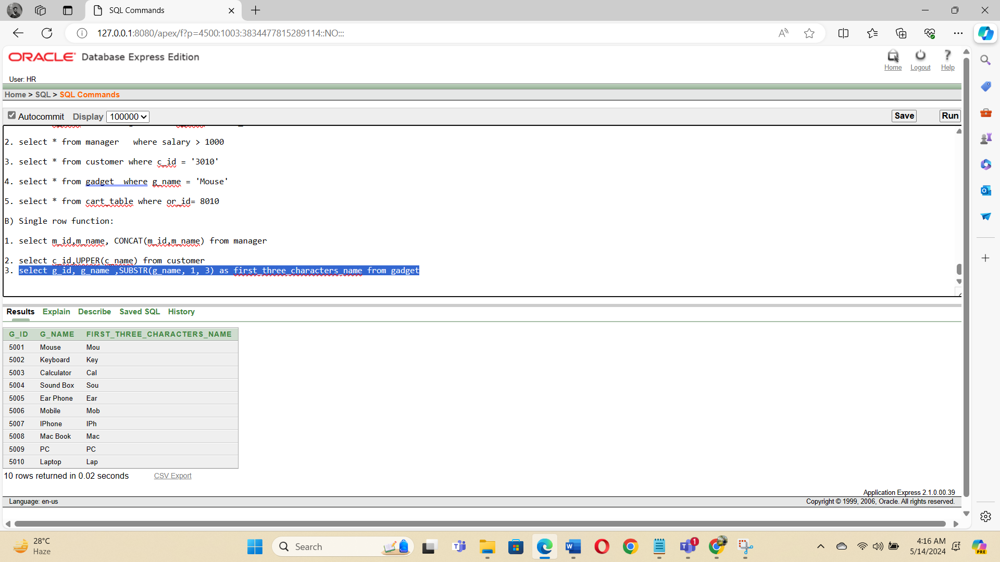 SQL Commands
127.0.0.1:8080/apex/f?p=4500:1003:3834477815289114::NO:::
ORACLE Database Express Edition
Home Logout Help
User: HR
Home > SQL > SQL Commands
Autocommit Display 100000 Save Run
2. select * from manager   where salary > 1000
3. select * from customer where c_id = '3010'
4. select * from gadget  where g_name = 'Mouse'
5. select * from cart_table where or_id= 8010
B) Single row function:
1. select m_id,m_name, CONCAT(m_id,m_name) from manager
2. select c_id,UPPER(c_name) from customer
3. select g_id, g_name ,SUBSTR(g_name, 1, 3) as first_three_characters_name from gadget
Results Explain Describe Saved SQL History
G_ID G_NAME FIRST_THREE_CHARACTERS_NAME
5001 Mouse Mou
5002 Keyboard Key
5003 Calculator Cal
5004 Sound Box Sou
5005 Ear Phone Ear
5006 Mobile Mob
5007 IPhone IPh
5008 Mac Book Mac
5009 PC PC
5010 Laptop Lap
10 rows returned in 0.02 seconds CSV Export
Application Express 2.1.0.00.39
Language: en-us Copyright © 1999, 2006, Oracle. All rights reserved.
28°C
Haze
Search
1
4:16 AM
5/14/2024
PRE